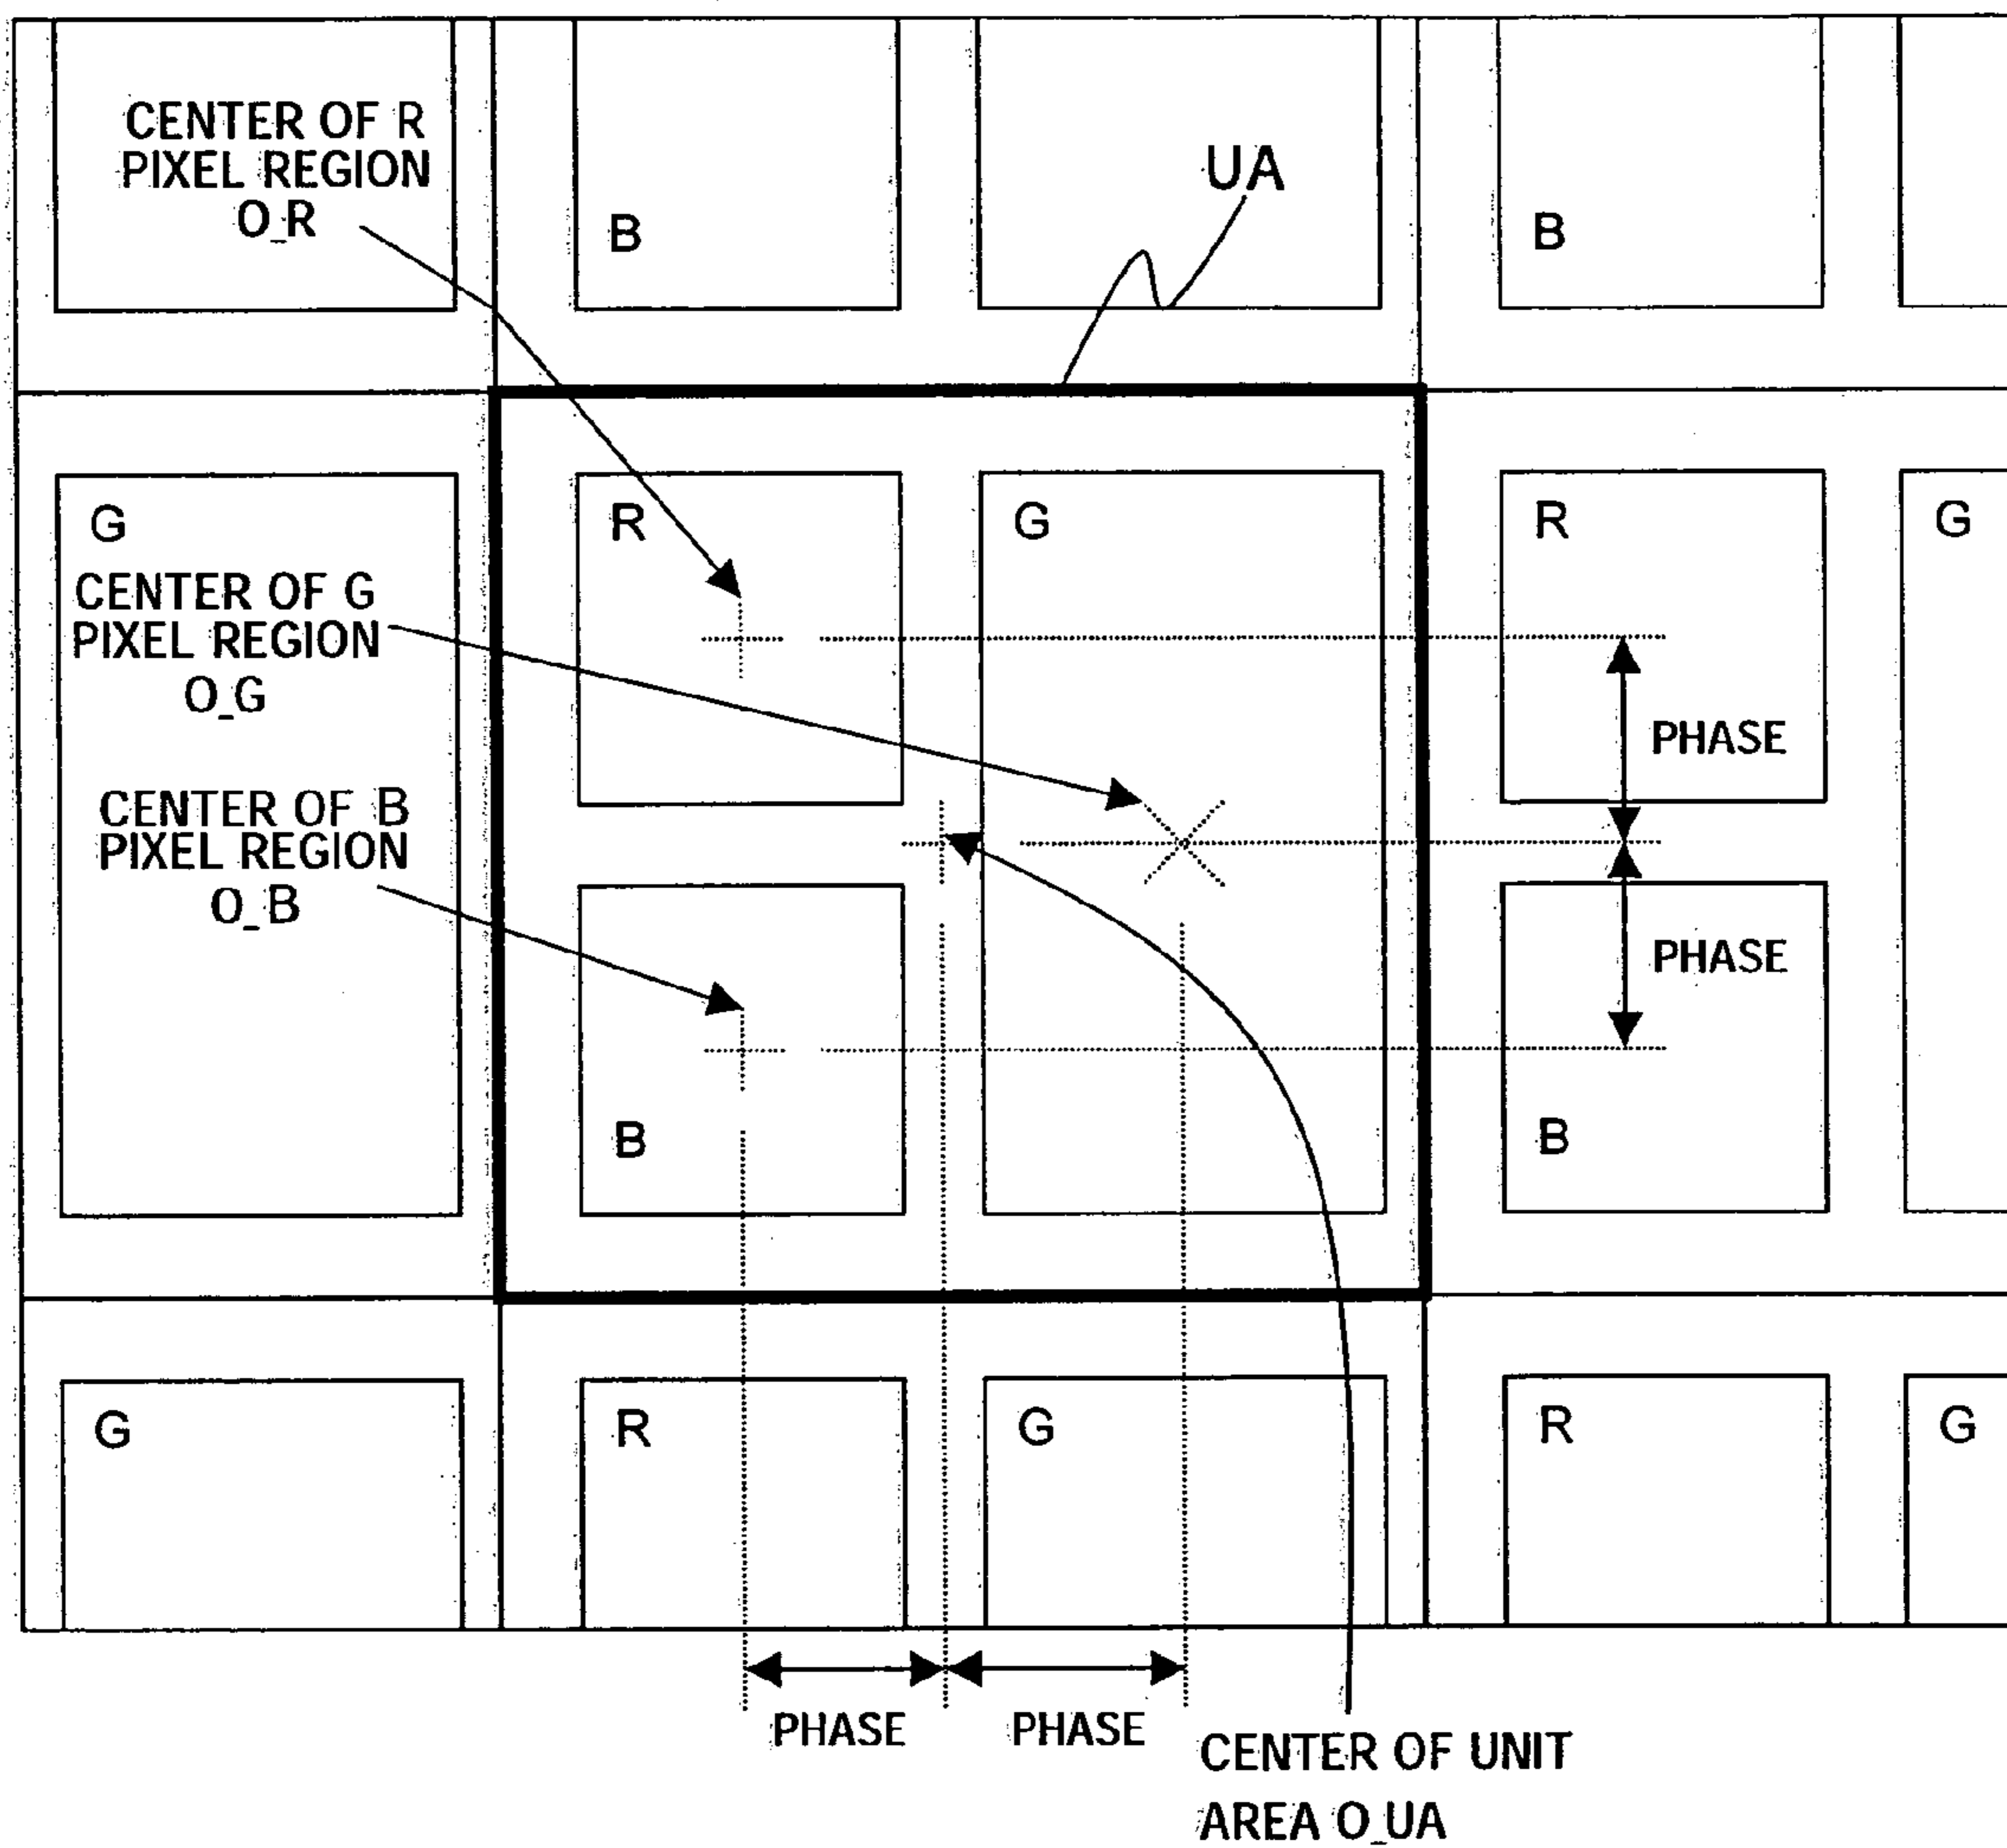 CENTER OF R
PIXEL REGION
O_R
B
UA
B
G
R
G
R
G
CENTER OF G
PIXEL REGION
O_G
PHASE
CENTER OF B
PIXEL REGION
O_B
PHASE
B
B
G
R
G
R
G
PHASE
PHASE
CENTER OF UNIT
AREA O_UA